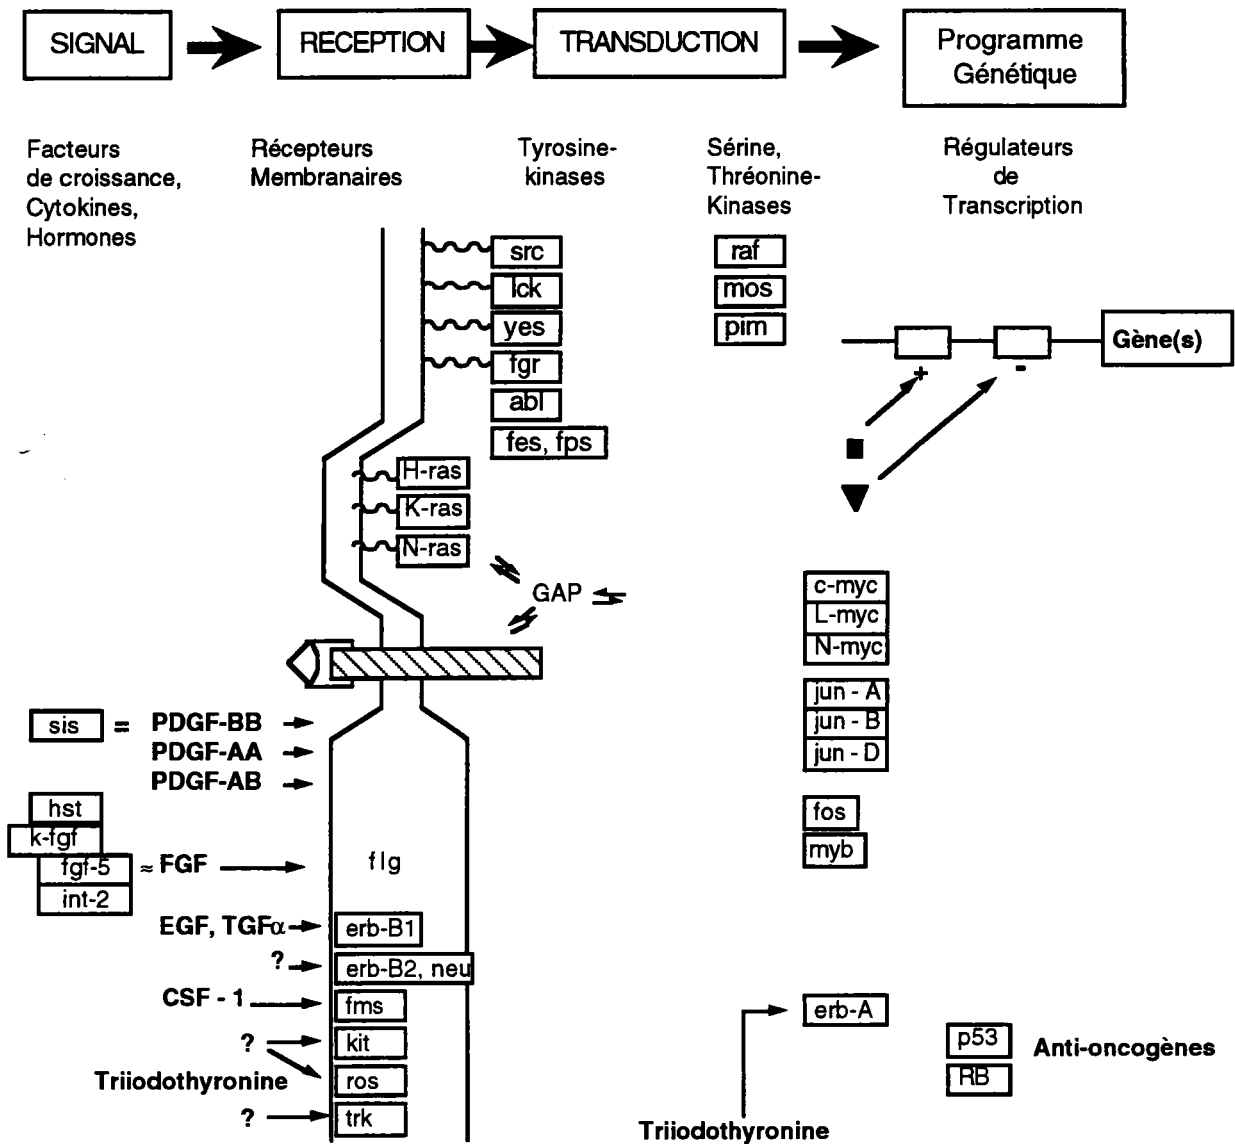 SIGNAL
RECEPTION
TRANSDUCTION
Programme
Génétique
Facteurs
de croissance,
Cytokines,
Hormones
Récepteurs
Membranaires
Tyrosine-
kinases
Sérine,
Thréonine-
Kinases
Régulateurs
de
Transcription
src
lck
yes
fgr
abl
fes, fps
raf
mos
pim
Gène(s)
+
-
H-ras
K-ras
N-ras
GAP
c-myc
L-myc
N-myc
jun - A
jun - B
jun - D
fos
myb
sis = PDGF-BB
PDGF-AA
PDGF-AB
hst
k-fgf
fgf-5
int-2
≈ FGF
flg
EGF, TGFα
erb-B1
?
erb-B2, neu
CSF - 1
fms
?
kit
Triiodothyronine
ros
?
trk
erb-A
Triiodothyronine
p53
RB
Anti-oncogènes